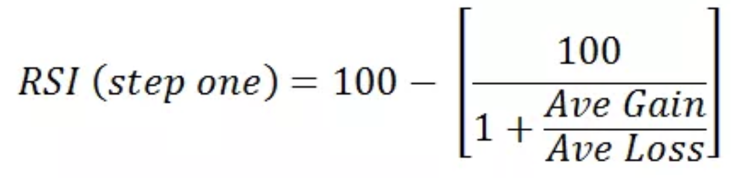 RSI (step one) = 100 − [ 100 / ( 1 + Ave Gain / Ave Loss ) ]